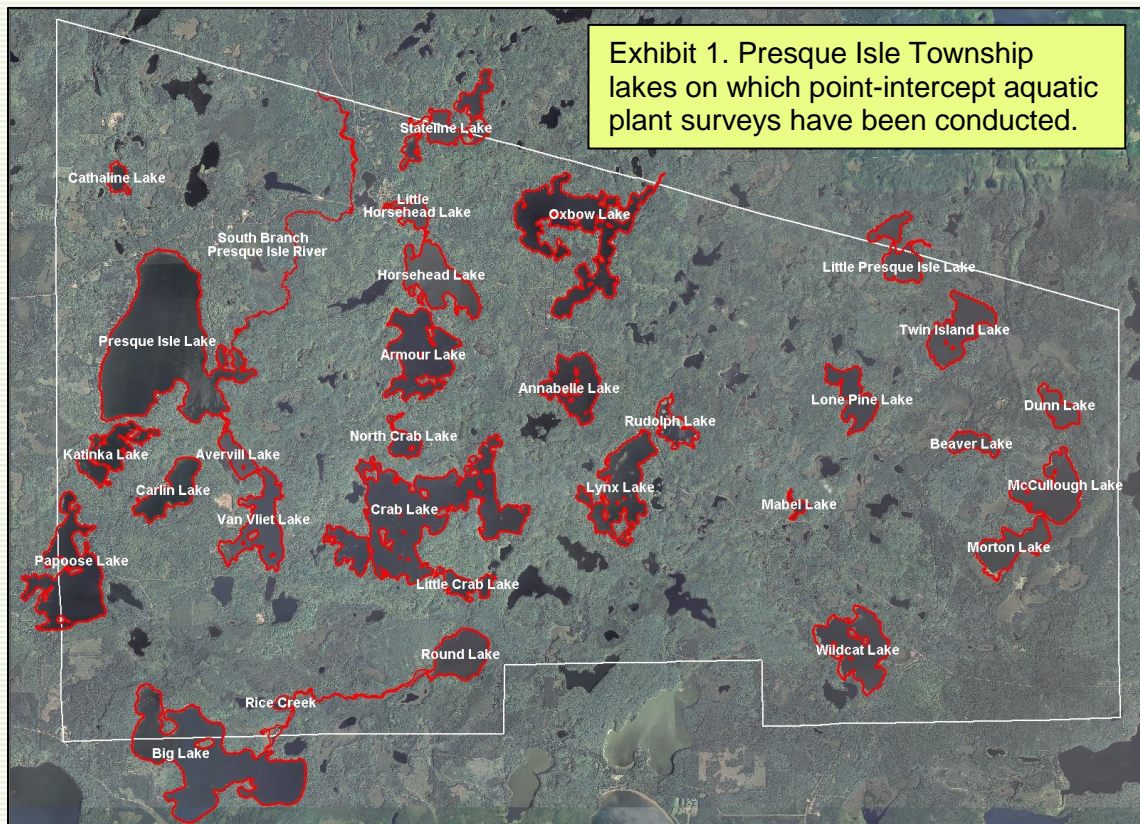 Exhibit 1. Presque Isle Township
lakes on which point-intercept aquatic
plant surveys have been conducted.
Stateline Lake
Cathaline Lake
Little
Horsehead Lake
Oxbow Lake
South Branch
Presque Isle River
Little Presque Isle Lake
Horsehead Lake
Twin Island Lake
Presque Isle Lake
Armour Lake
Annabelle Lake
Lone Pine Lake
Dunn Lake
Rudolph Lake
North Crab Lake
Beaver Lake
Katinka Lake
Avervill Lake
Carlin Lake
Lynx Lake
McCullough Lake
Mabel Lake
Crab Lake
Van Vliet Lake
Morton Lake
Papoose Lake
Little Crab Lake
Wildcat Lake
Round Lake
Rice Creek
Big Lake